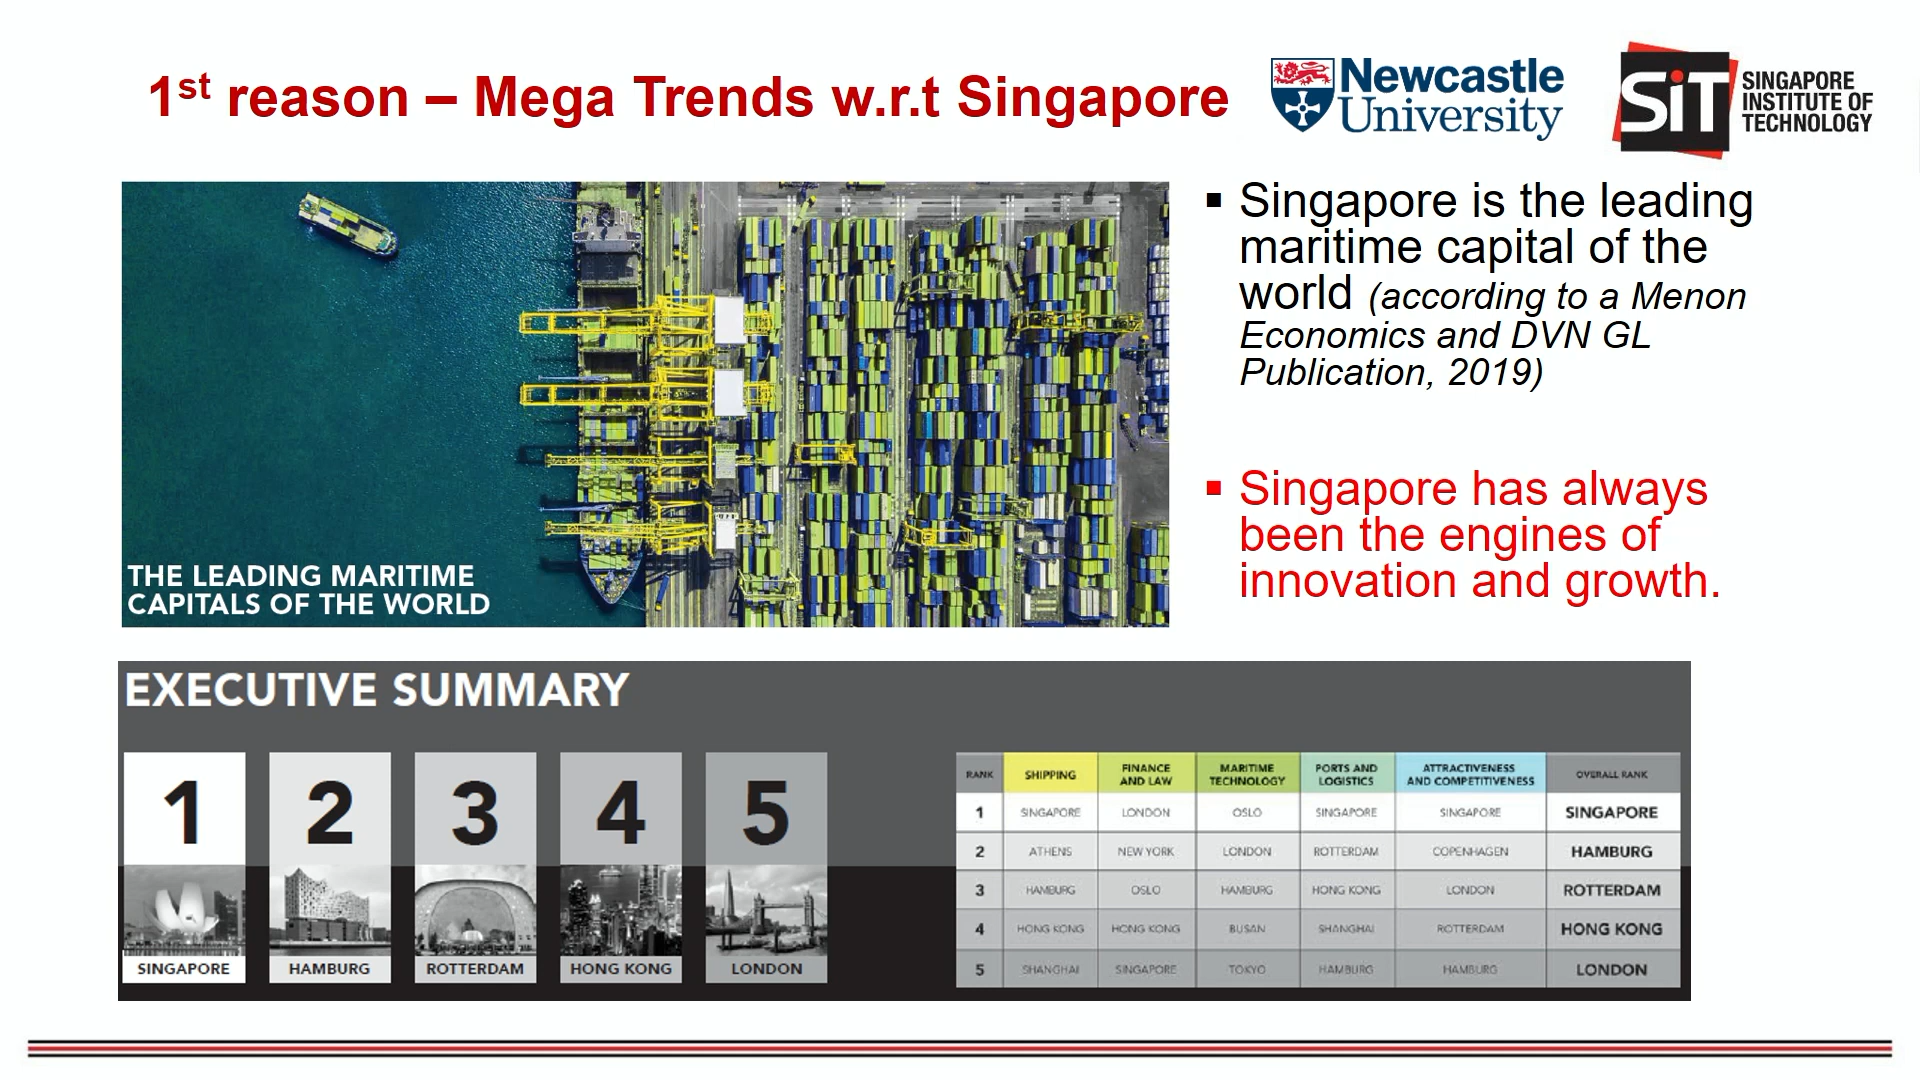 1st reason – Mega Trends w.r.t Singapore
Newcastle
University
SiT
SINGAPORE
INSTITUTE OF
TECHNOLOGY
▪ Singapore is the leading
maritime capital of the
world (according to a Menon
Economics and DVN GL
Publication, 2019)
▪ Singapore has always
been the engines of
innovation and growth.
THE LEADING MARITIME
CAPITALS OF THE WORLD
EXECUTIVE SUMMARY
1 2 3 4 5
SINGAPORE HAMBURG ROTTERDAM HONG KONG LONDON
RANK SHIPPING FINANCE AND LAW MARITIME TECHNOLOGY PORTS AND LOGISTICS ATTRACTIVENESS AND COMPETITIVENESS OVERALL RANK
1 SINGAPORE LONDON OSLO SINGAPORE SINGAPORE SINGAPORE
2 ATHENS NEW YORK LONDON ROTTERDAM COPENHAGEN HAMBURG
3 HAMBURG OSLO HAMBURG HONG KONG LONDON ROTTERDAM
4 HONG KONG HONG KONG BUSAN SHANGHAI ROTTERDAM HONG KONG
5 SHANGHAI SINGAPORE TOKYO HAMBURG HAMBURG LONDON